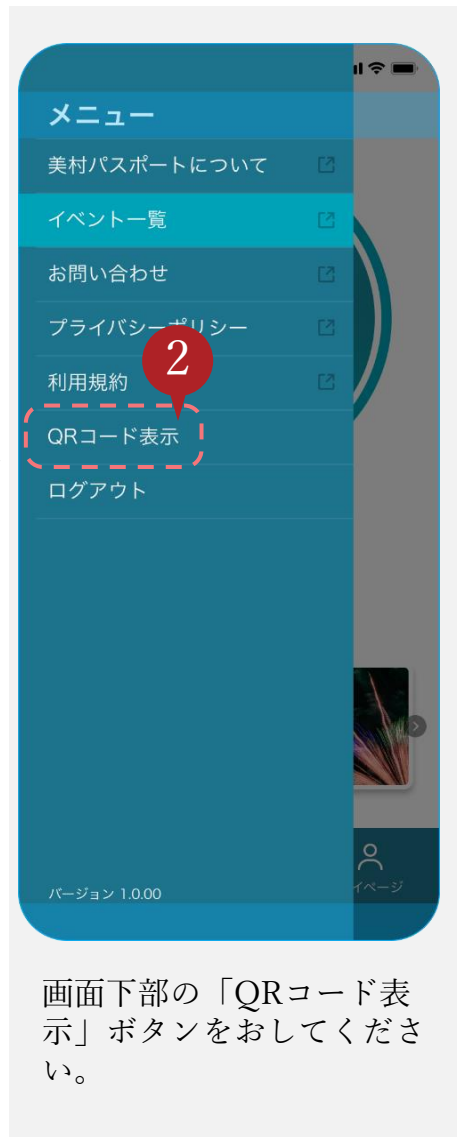 メニュー
美村パスポートについて
イベント一覧
お問い合わせ
プライバシーポリシー
利用規約
2
QRコード表示
ログアウト
イページ
バージョン 1.0.00
画面下部の「QRコード表
示」ボタンをおしてくださ
い。